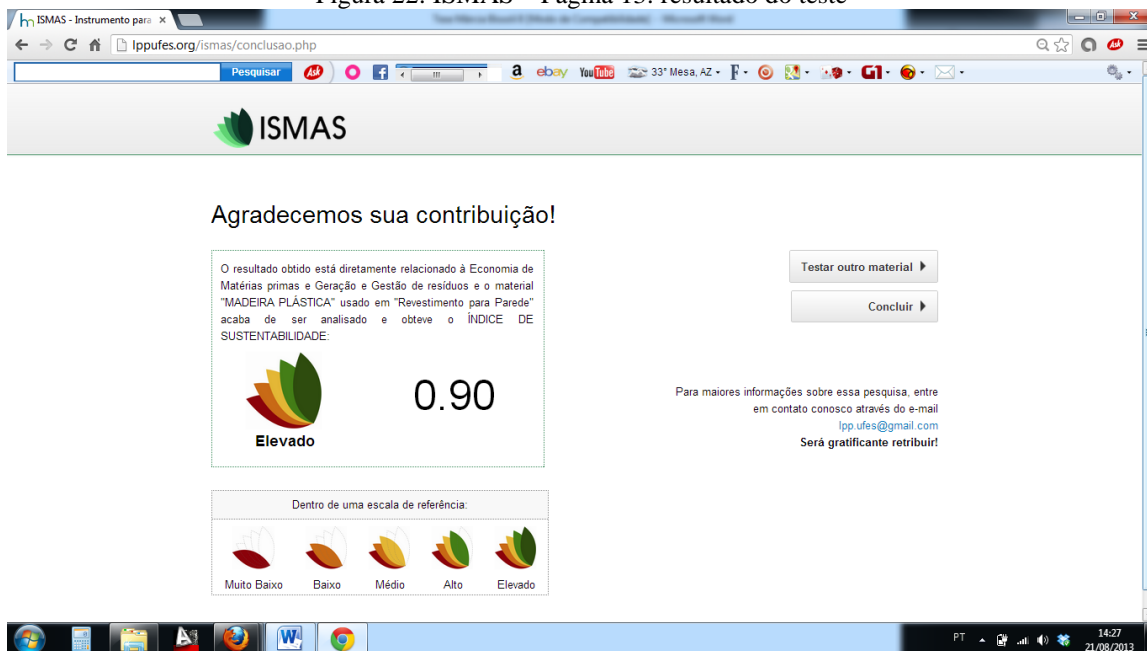 Figura 22: ISMAS – Página 13: resultado do teste
ISMAS - Instrumento para
lppufes.org/ismas/conclusao.php
Pesquisar Ask a ebay YouTube 33° Mesa, AZ F G1
ISMAS
Agradecemos sua contribuição!
O resultado obtido está diretamente relacionado à Economia de
Matérias primas e Geração e Gestão de resíduos e o material
"MADEIRA PLÁSTICA" usado em "Revestimento para Parede"
acaba de ser analisado e obteve o ÍNDICE DE
SUSTENTABILIDADE:
0.90
Elevado
Dentro de uma escala de referência:
Muito Baixo Baixo Médio Alto Elevado
Testar outro material
Concluir
Para maiores informações sobre essa pesquisa, entre
em contato conosco através do e-mail
lpp.ufes@gmail.com
Será gratificante retribuir!
PT 14:27
21/08/2013